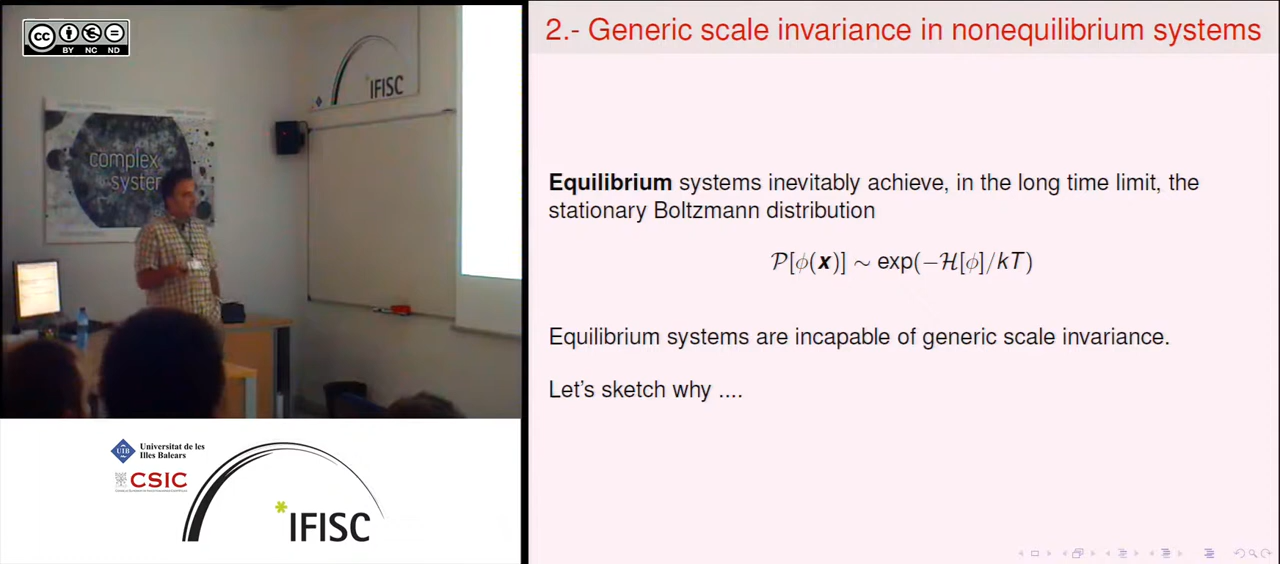 cc BY NC ND
IFISC
complex
system
2.- Generic scale invariance in nonequilibrium systems
Equilibrium systems inevitably achieve, in the long time limit, the
stationary Boltzmann distribution
𝒫[ϕ(𝒙)] ∼ exp(−ℋ[ϕ]/kT)
Equilibrium systems are incapable of generic scale invariance.
Let's sketch why ....
UIB
Universitat de les
Illes Balears
CSIC
*IFISC